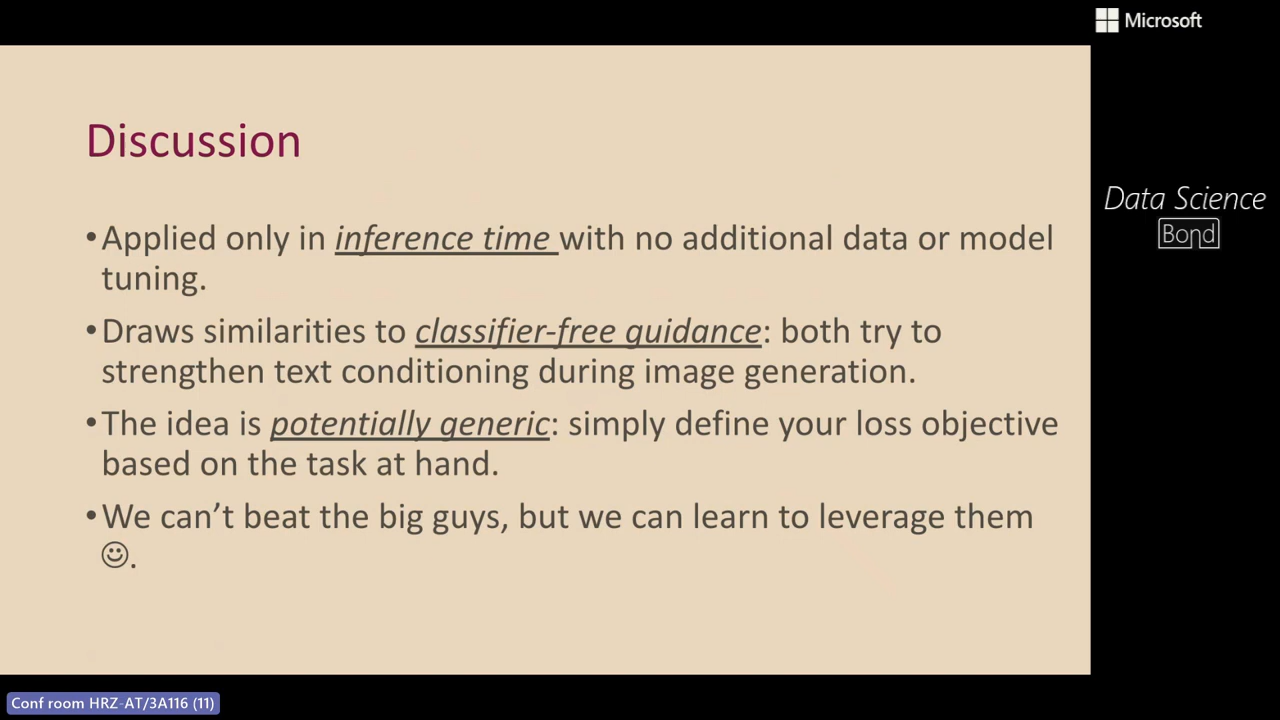 Microsoft
Discussion
Data Science
Bond
•Applied only in inference time with no additional data or model
tuning.
•Draws similarities to classifier-free guidance: both try to
strengthen text conditioning during image generation.
•The idea is potentially generic: simply define your loss objective
based on the task at hand.
•We can’t beat the big guys, but we can learn to leverage them
☺.
Conf room HRZ-AT/3A116 (11)